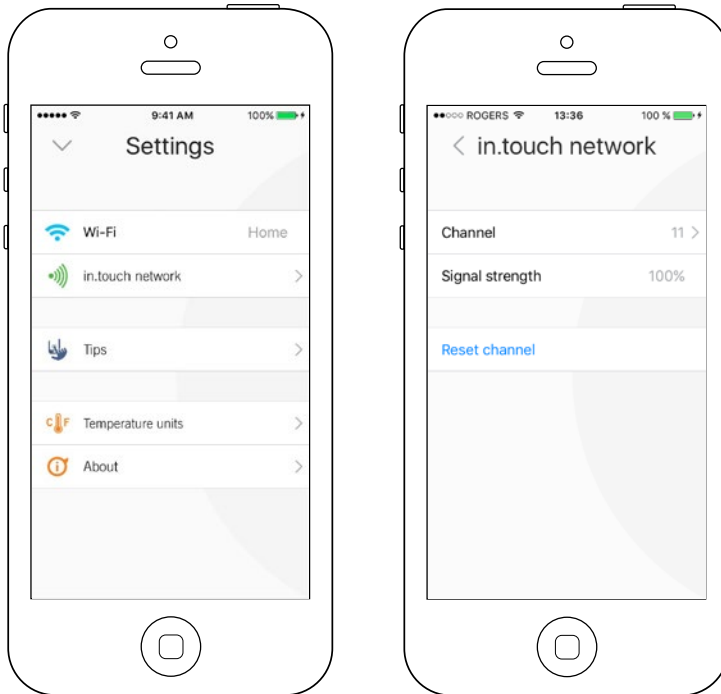 9:41 AM 100%
Settings
Wi-Fi Home
in.touch network
Tips
C F Temperature units
About
ROGERS 13:36 100 %
in.touch network
Channel 11
Signal strength 100%
Reset channel